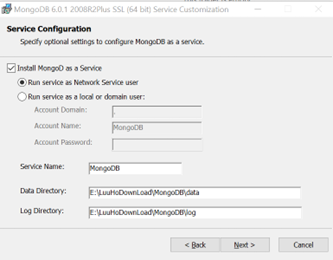 MongoDB 6.0.1 2008R2Plus SSL (64 bit) Service Customization
Service Configuration
Specify optional settings to configure MongoDB as a service.
Install MongoD as a Service
Run service as Network Service user
Run service as a local or domain user:
Account Domain: .
Account Name: MongoDB
Account Password:
Service Name: MongoDB
Data Directory: E:\LuuHoDownLoad\MongoDB\data
Log Directory: E:\LuuHoDownLoad\MongoDB\log
< Back Next > Cancel